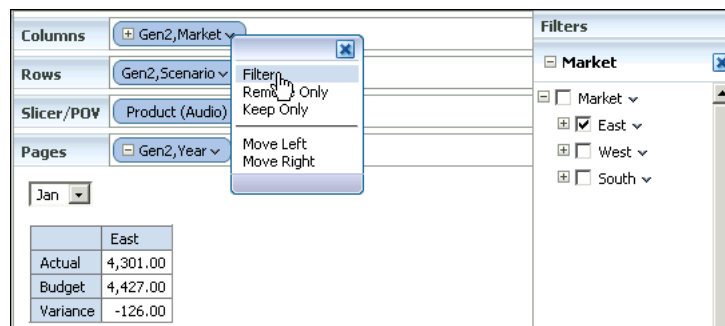 Columns
Gen2,Market
Rows
Gen2,Scenario
Slicer/POV
Product (Audio)
Pages
Gen2,Year
Filters
Remove Only
Keep Only
Move Left
Move Right
Jan
East
Actual 4,301.00
Budget 4,427.00
Variance -126.00
Filters
Market
Market
East
West
South